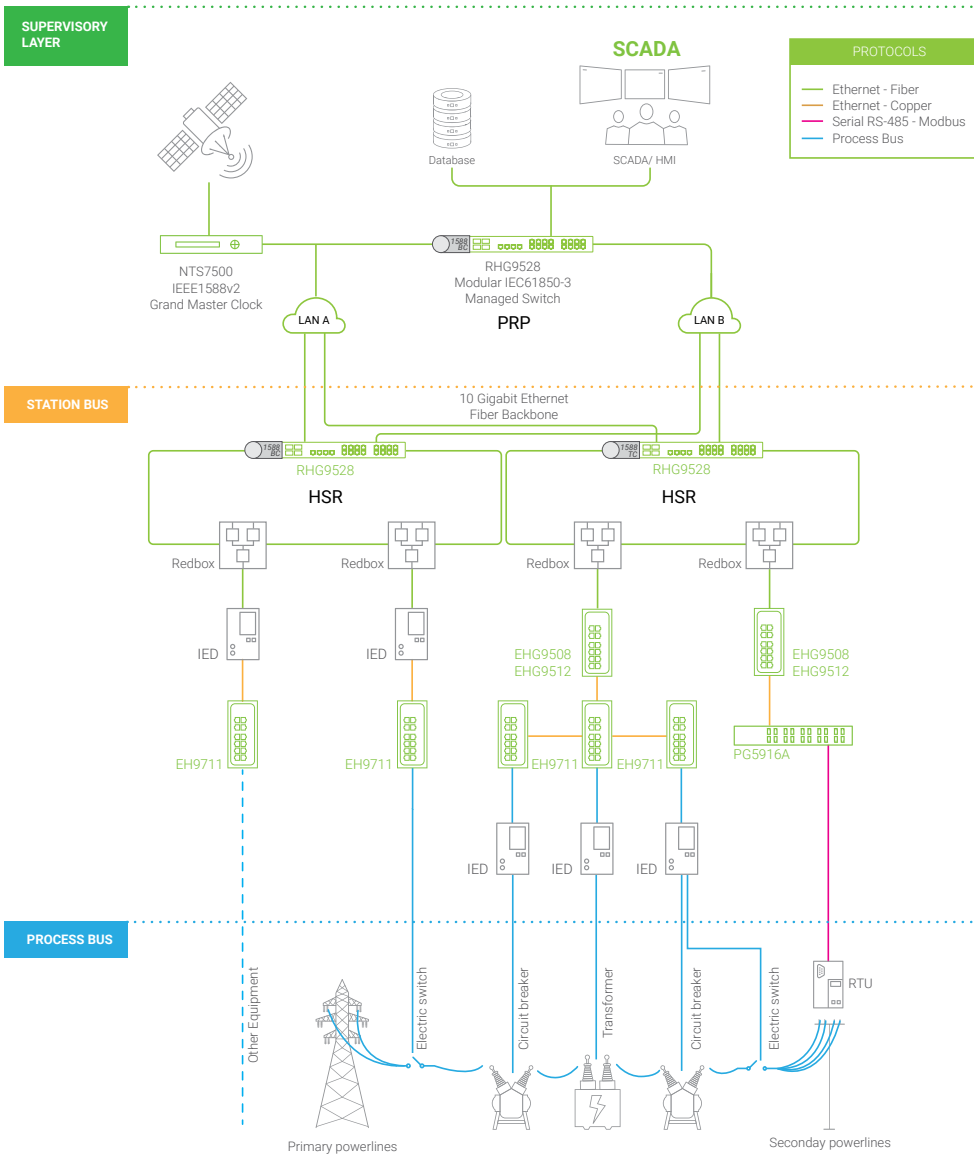 SUPERVISORY
LAYER
SCADA
PROTOCOLS
Ethernet - Fiber
Ethernet - Copper
Serial RS-485 - Modbus
Process Bus
Database
SCADA/ HMI
1588
BC
NTS7500
IEEE1588v2
Grand Master Clock
RHG9528
Modular IEC61850-3
Managed Switch
PRP
LAN A
LAN B
STATION BUS
10 Gigabit Ethernet
Fiber Backbone
1588
BC
1588
TC
RHG9528
RHG9528
HSR
HSR
Redbox
Redbox
Redbox
Redbox
IED
IED
EHG9508
EHG9512
EHG9508
EHG9512
EH9711
EH9711
EH9711
EH9711
PG5916A
IED
IED
IED
PROCESS BUS
Other Equipment
Electric switch
Circuit breaker
Transformer
Circuit breaker
Electric switch
RTU
Primary powerlines
Seconday powerlines